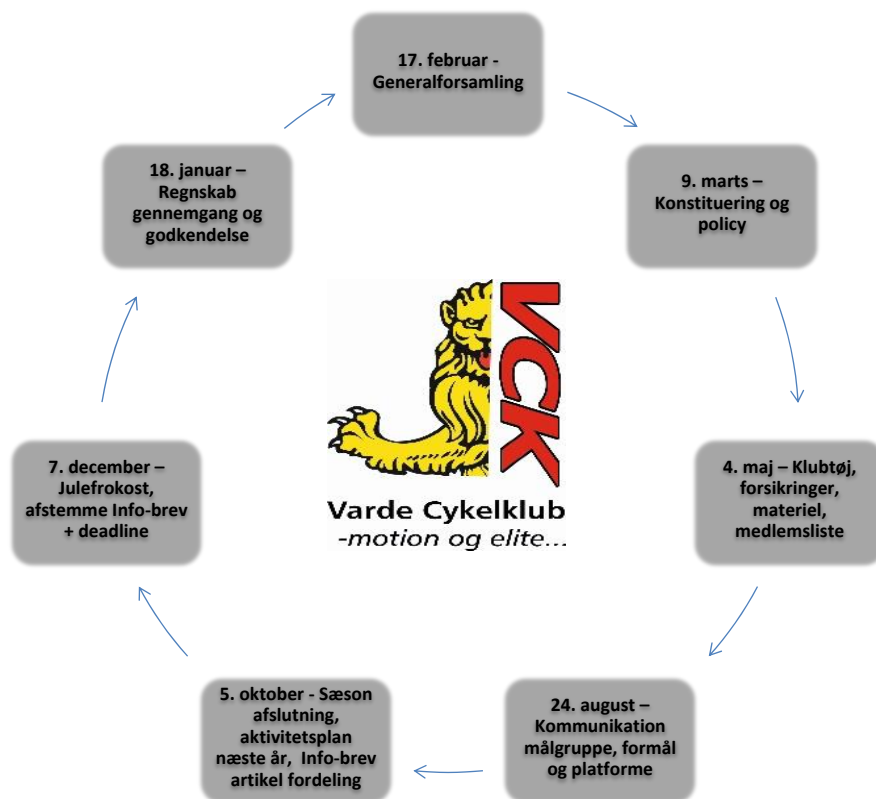 17. februar -
Generalforsamling
9. marts –
Konstituering og
policy
4. maj – Klubtøj,
forsikringer,
materiel,
medlemsliste
24. august –
Kommunikation
målgruppe, formål
og platforme
5. oktober - Sæson
afslutning,
aktivitetsplan
næste år, Info-brev
artikel fordeling
7. december –
Julefrokost,
afstemme Info-brev
+ deadline
18. januar –
Regnskab
gennemgang og
godkendelse
VCK
Varde Cykelklub
-motion og elite...